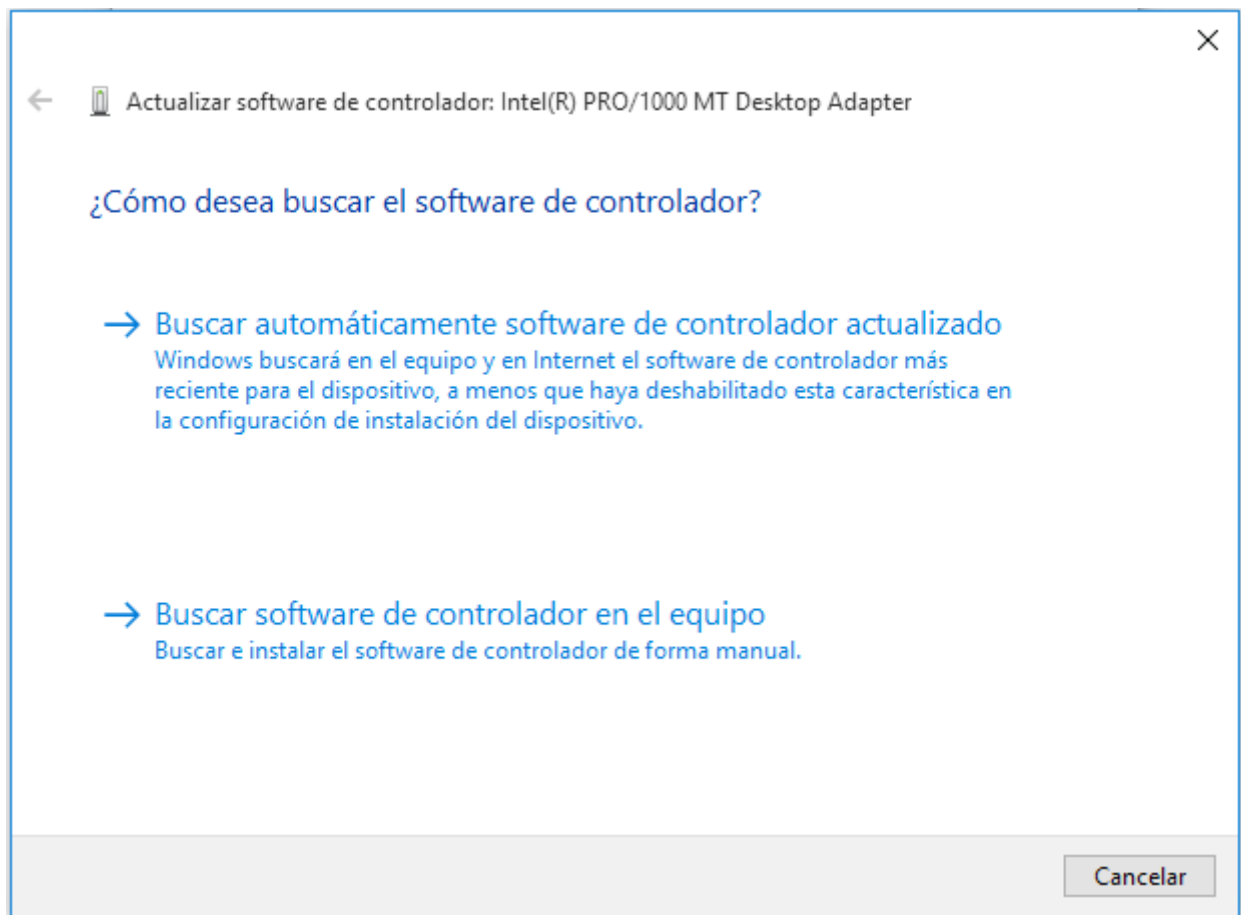 Actualizar software de controlador: Intel(R) PRO/1000 MT Desktop Adapter
¿Cómo desea buscar el software de controlador?
Buscar automáticamente software de controlador actualizado
Windows buscará en el equipo y en Internet el software de controlador más
reciente para el dispositivo, a menos que haya deshabilitado esta característica en
la configuración de instalación del dispositivo.
Buscar software de controlador en el equipo
Buscar e instalar el software de controlador de forma manual.
Cancelar